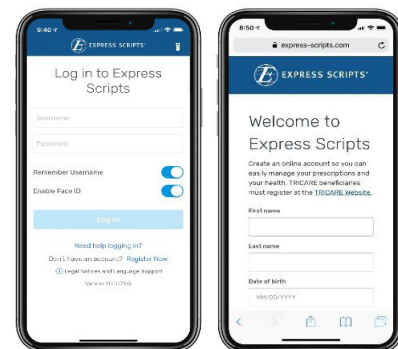 9:40
EXPRESS SCRIPTS®
Log in to Express
Scripts
Username
Password
Remember Username
Enable Face ID
Log In
Need help logging in?
Don't have an account? Register Now
Legal Notices and Language Support
8:50
express-scripts.com
EXPRESS SCRIPTS®
Welcome to
Express Scripts
Create an online account so you can
easily manage your prescriptions and
your health. TRICARE beneficiaries
must register at the TRICARE Website.
First name
Last name
Date of birth
MM/DD/YYYY